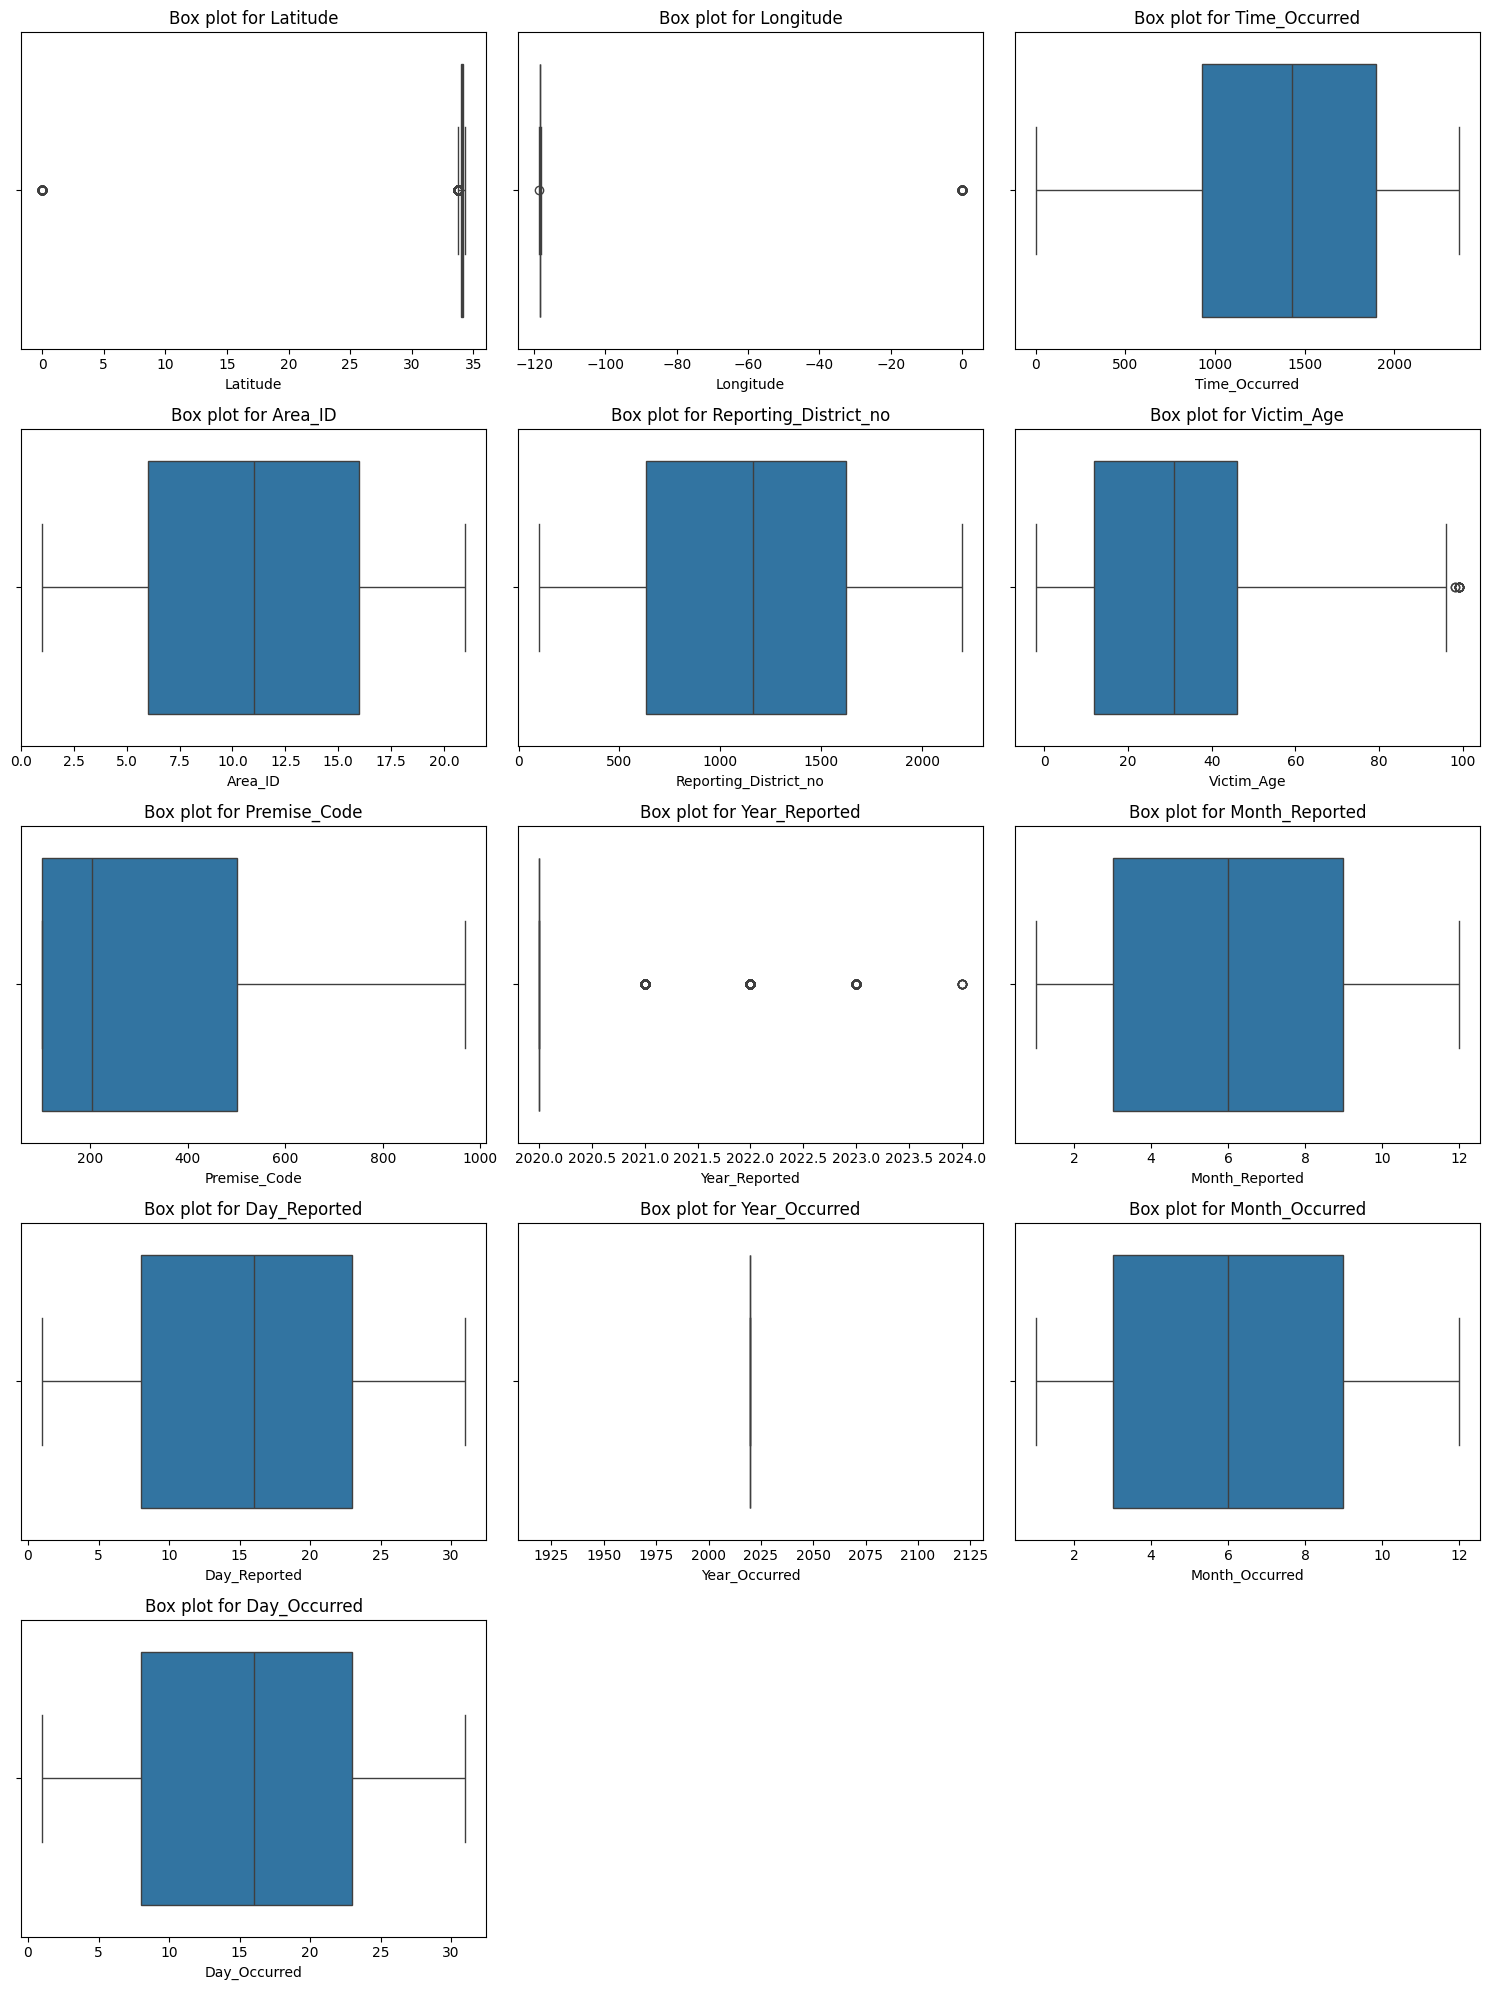 Box plot for Latitude
Box plot for Longitude
Box plot for Time_Occurred
0 5 10 15 20 25 30 35
−120 −100 −80 −60 −40 −20 0
0 500 1000 1500 2000
Latitude
Longitude
Time_Occurred
Box plot for Area_ID
Box plot for Reporting_District_no
Box plot for Victim_Age
0.0 2.5 5.0 7.5 10.0 12.5 15.0 17.5 20.0
0 500 1000 1500 2000
0 20 40 60 80 100
Area_ID
Reporting_District_no
Victim_Age
Box plot for Premise_Code
Box plot for Year_Reported
Box plot for Month_Reported
200 400 600 800 1000
2020.0 2020.5 2021.0 2021.5 2022.0 2022.5 2023.0 2023.5 2024.0
2 4 6 8 10 12
Premise_Code
Year_Reported
Month_Reported
Box plot for Day_Reported
Box plot for Year_Occurred
Box plot for Month_Occurred
0 5 10 15 20 25 30
1925 1950 1975 2000 2025 2050 2075 2100 2125
2 4 6 8 10 12
Day_Reported
Year_Occurred
Month_Occurred
Box plot for Day_Occurred
0 5 10 15 20 25 30
Day_Occurred